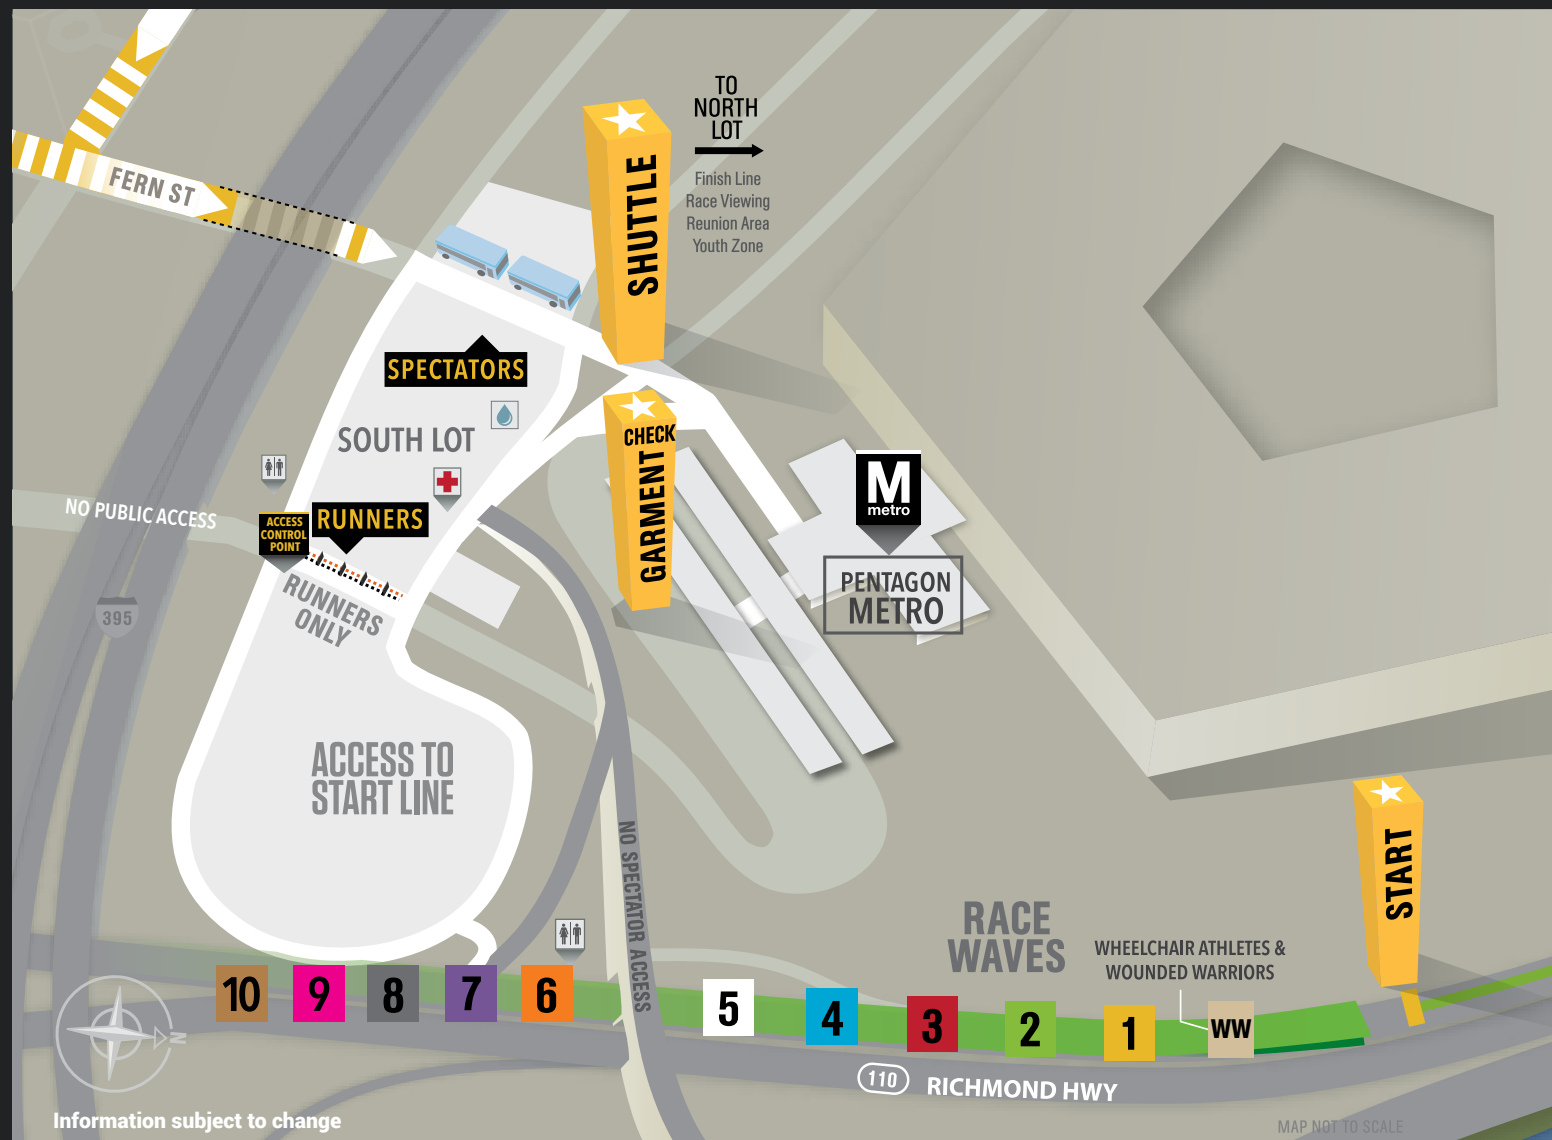 TO
NORTH
LOT
Finish Line
Race Viewing
Reunion Area
Youth Zone
SHUTTLE
FERN ST
SPECTATORS
SOUTH LOT
CHECK
GARMENT
M
metro
PENTAGON
METRO
NO PUBLIC ACCESS
ACCESS
CONTROL
POINT
RUNNERS
RUNNERS
ONLY
395
ACCESS TO
START LINE
NO SPECTATOR ACCESS
START
RACE
WAVES
WHEELCHAIR ATHLETES &
WOUNDED WARRIORS
10 9 8 7 6 5 4 3 2 1 WW
N
110 RICHMOND HWY
Information subject to change
MAP NOT TO SCALE